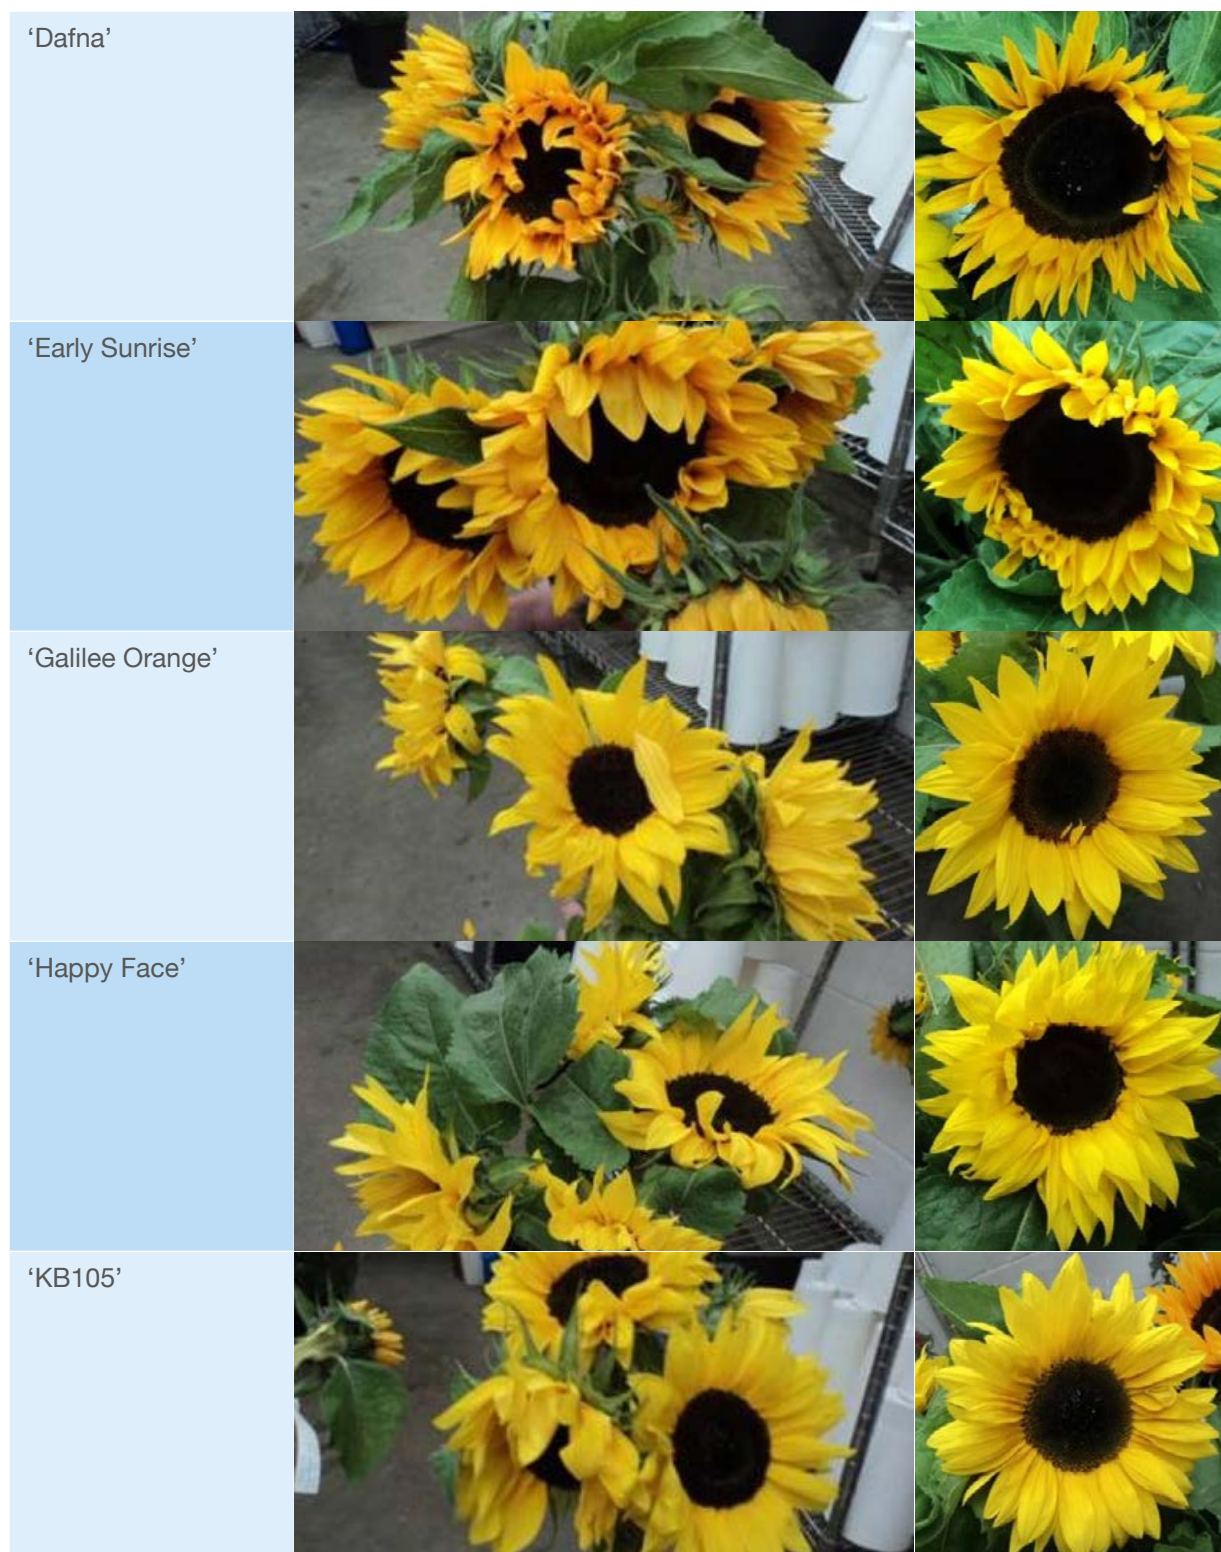 ‘Dafna’
‘Early Sunrise’
‘Galilee Orange’
‘Happy Face’
‘KB105’